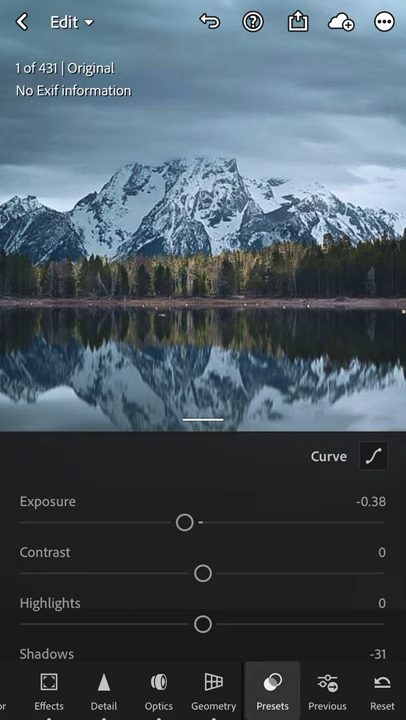 Edit
1 of 431 | Original
No Exif information
Curve
Exposure -0.38
Contrast 0
Highlights 0
Shadows -31
or Effects Detail Optics Geometry Presets Previous Reset